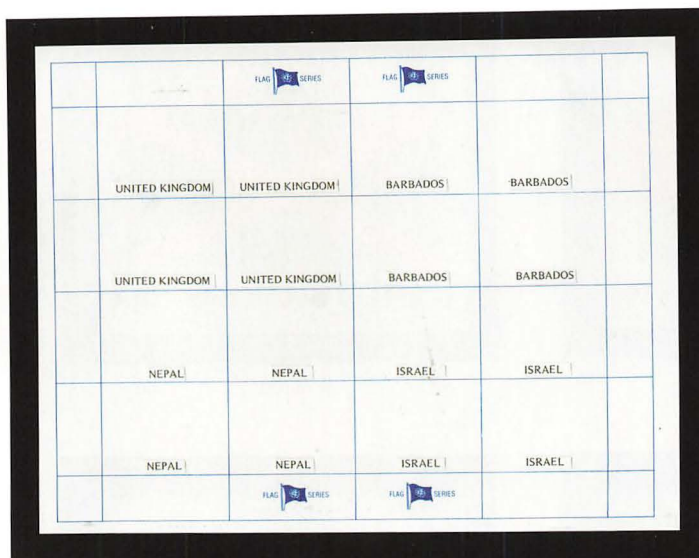 FLAG SERIES FLAG SERIES
UNITED KINGDOM UNITED KINGDOM BARBADOS BARBADOS
UNITED KINGDOM UNITED KINGDOM BARBADOS BARBADOS
NEPAL NEPAL ISRAEL ISRAEL
NEPAL NEPAL ISRAEL ISRAEL
FLAG SERIES FLAG SERIES